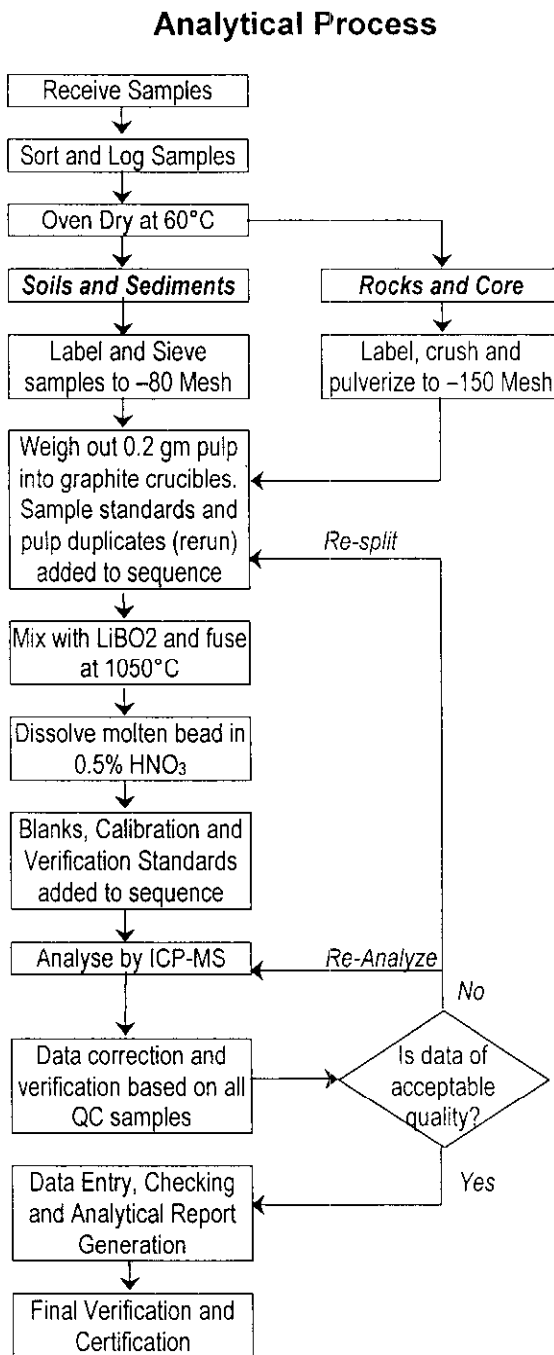 Analytical Process
Receive Samples
Sort and Log Samples
Oven Dry at 60°C
Soils and Sediments
Rocks and Core
Label and Sieve
samples to –80 Mesh
Label, crush and
pulverize to –150 Mesh
Weigh out 0.2 gm pulp
into graphite crucibles.
Sample standards and
pulp duplicates (rerun)
added to sequence
Re-split
Mix with LiBO2 and fuse
at 1050°C
Dissolve molten bead in
0.5% HNO₃
Blanks, Calibration and
Verification Standards
added to sequence
Analyse by ICP-MS
Re-Analyze
No
Data correction and
verification based on all
QC samples
Is data of
acceptable
quality?
Yes
Data Entry, Checking
and Analytical Report
Generation
Final Verification and
Certification